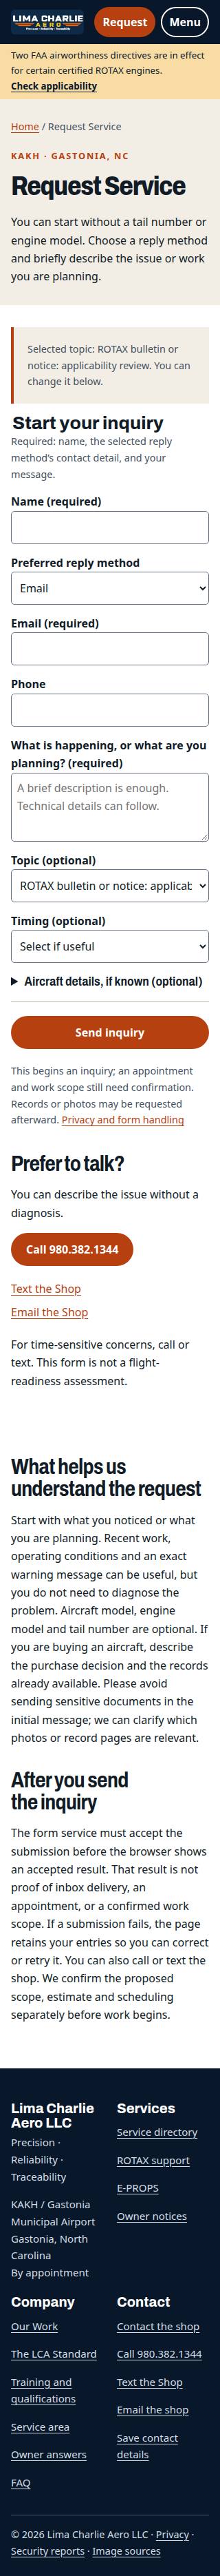 LIMA CHARLIE
AERO
Precision · Reliability · Traceability
Request
Menu
Two FAA airworthiness directives are in effect
for certain certified ROTAX engines.
Check applicability
Home / Request Service
KAKH · GASTONIA, NC
Request Service
You can start without a tail number or
engine model. Choose a reply method
and briefly describe the issue or work
you are planning.
Selected topic: ROTAX bulletin or
notice: applicability review. You can
change it below.
Start your inquiry
Required: name, the selected reply
method's contact detail, and your
message.
Name (required)
Preferred reply method
Email
Email (required)
Phone
What is happening, or what are you
planning? (required)
A brief description is enough.
Technical details can follow.
Topic (optional)
ROTAX bulletin or notice: applicab
Timing (optional)
Select if useful
Aircraft details, if known (optional)
Send inquiry
This begins an inquiry; an appointment
and work scope still need confirmation.
Records or photos may be requested
afterward. Privacy and form handling
Prefer to talk?
You can describe the issue without a
diagnosis.
Call 980.382.1344
Text the Shop
Email the Shop
For time-sensitive concerns, call or
text. This form is not a flight-
readiness assessment.
What helps us
understand the request
Start with what you noticed or what
you are planning. Recent work,
operating conditions and an exact
warning message can be useful, but
you do not need to diagnose the
problem. Aircraft model, engine
model and tail number are optional. If
you are buying an aircraft, describe
the purchase decision and the records
already available. Please avoid
sending sensitive documents in the
initial message; we can clarify which
photos or record pages are relevant.
After you send
the inquiry
The form service must accept the
submission before the browser shows
an accepted result. That result is not
proof of inbox delivery, an
appointment, or a confirmed work
scope. If a submission fails, the page
retains your entries so you can correct
or retry it. You can also call or text the
shop. We confirm the proposed
scope, estimate and scheduling
separately before work begins.
Lima Charlie
Aero LLC
Precision ·
Reliability ·
Traceability
KAKH / Gastonia
Municipal Airport
Gastonia, North
Carolina
By appointment
Services
Service directory
ROTAX support
E-PROPS
Owner notices
Company
Our Work
The LCA Standard
Training and
qualifications
Service area
Owner answers
FAQ
Contact
Contact the shop
Call 980.382.1344
Text the Shop
Email the shop
Save contact
details
© 2026 Lima Charlie Aero LLC · Privacy ·
Security reports · Image sources